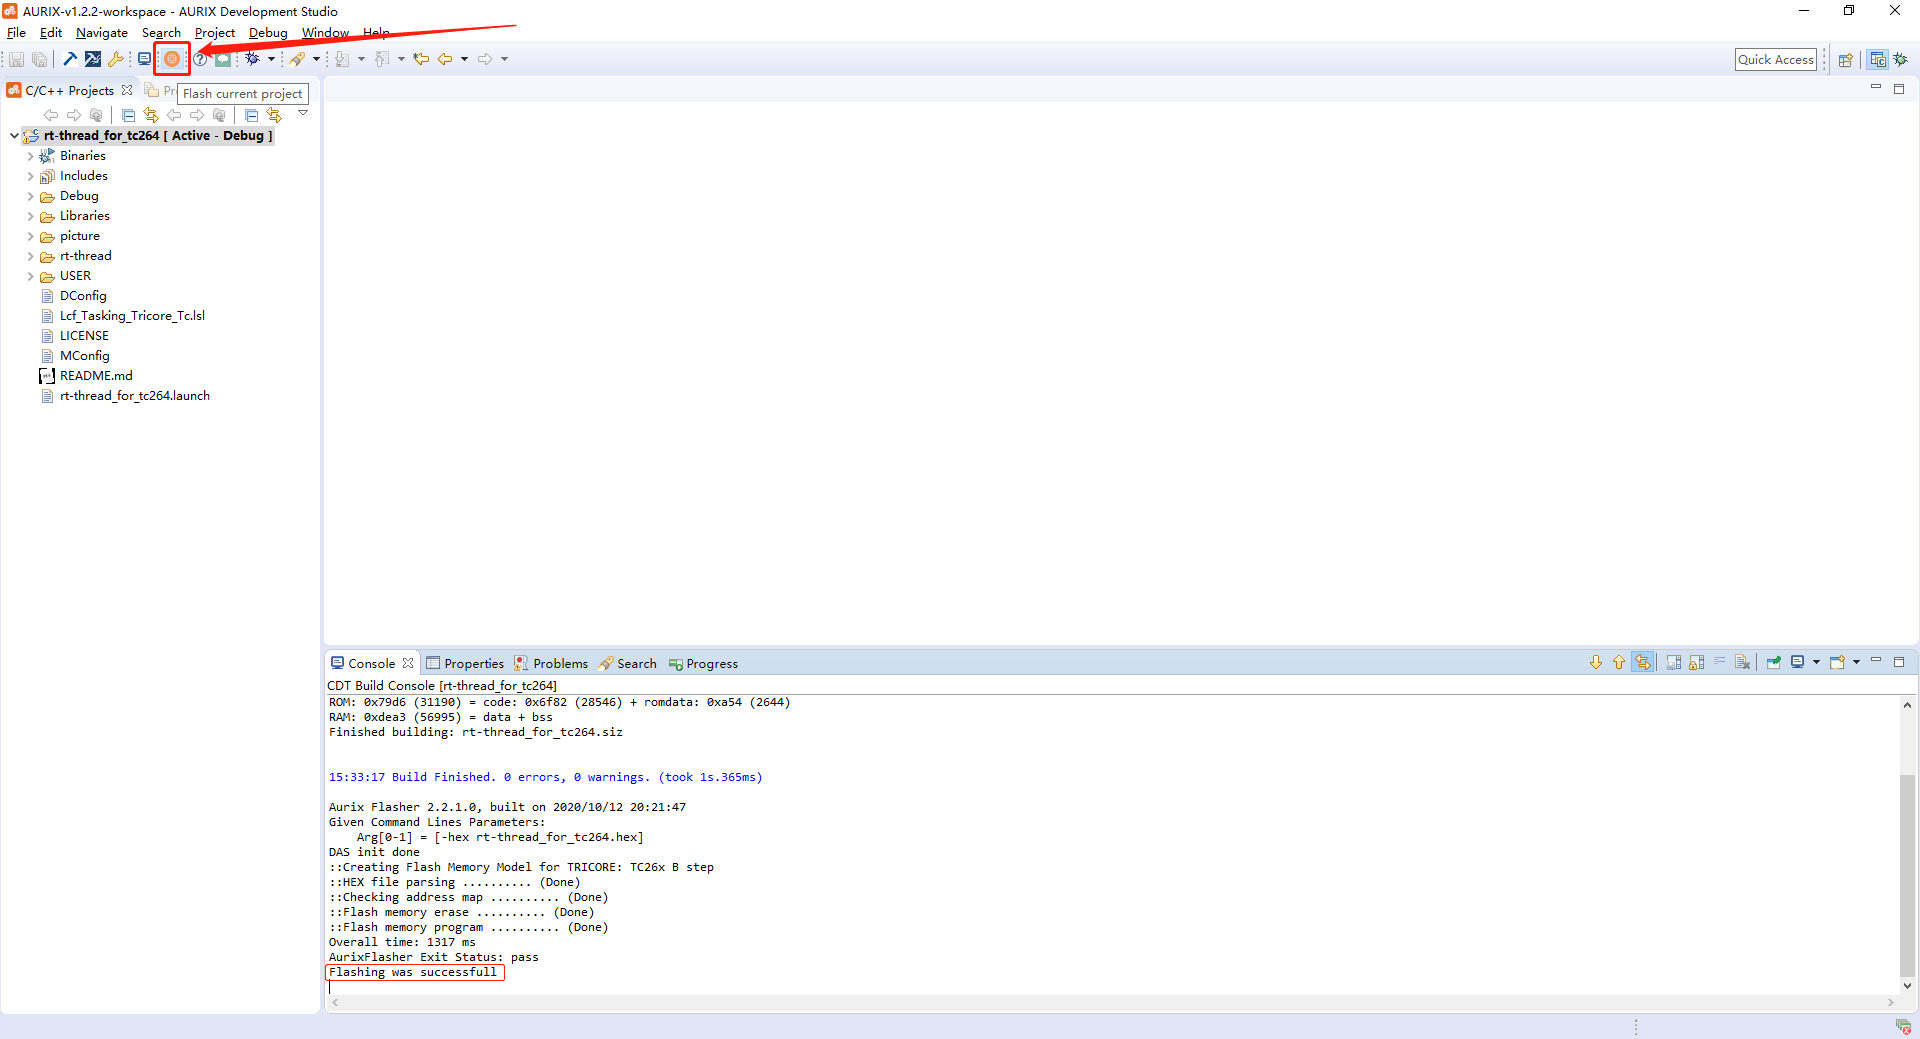 AURIX-v1.2.2-workspace - AURIX Development Studio
File Edit Navigate Search Project Debug Window Help
Quick Access
C/C++ Projects
Flash current project
rt-thread_for_tc264 [ Active - Debug ]
Binaries
Includes
Debug
Libraries
picture
rt-thread
USER
DConfig
Lcf_Tasking_Tricore_Tc.lsl
LICENSE
MConfig
README.md
rt-thread_for_tc264.launch
Console Properties Problems Search Progress
CDT Build Console [rt-thread_for_tc264]
ROM: 0x79d6 (31190) = code: 0x6f82 (28546) + romdata: 0xa54 (2644)
RAM: 0xdea3 (56995) = data + bss
Finished building: rt-thread_for_tc264.siz
15:33:17 Build Finished. 0 errors, 0 warnings. (took 1s.365ms)
Aurix Flasher 2.2.1.0, built on 2020/10/12 20:21:47
Given Command Lines Parameters:
Arg[0-1] = [-hex rt-thread_for_tc264.hex]
DAS init done
::Creating Flash Memory Model for TRICORE: TC26x B step
::HEX file parsing .......... (Done)
::Checking address map .......... (Done)
::Flash memory erase .......... (Done)
::Flash memory program .......... (Done)
Overall time: 1317 ms
AurixFlasher Exit Status: pass
Flashing was successfull